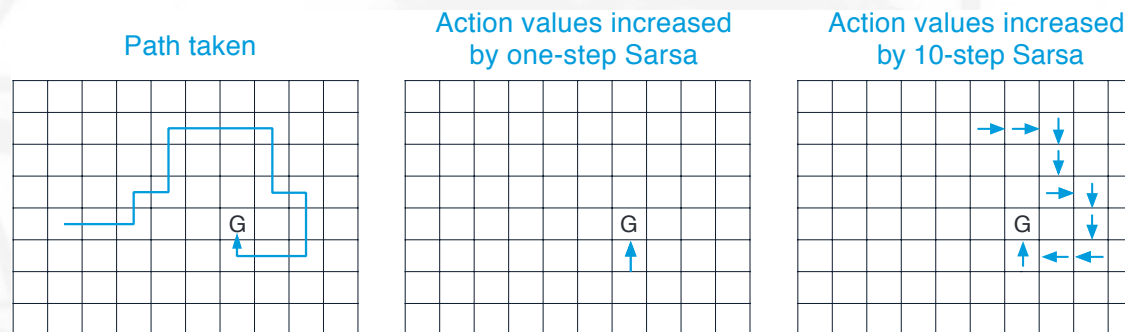 Path taken
Action values increased
by one-step Sarsa
Action values increased
by 10-step Sarsa
G
G
G